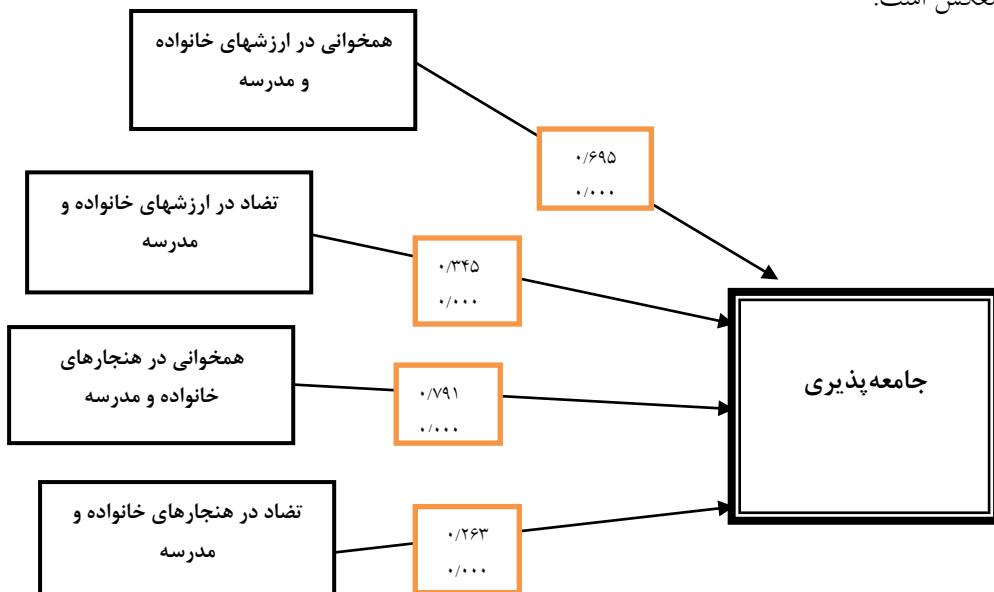 همخوانی در ارزشهای خانواده
و مدرسه
۰/۶۹۵
۰/۰۰۰
تضاد در ارزشهای خانواده و
مدرسه
۰/۳۴۵
۰/۰۰۰
همخوانی در هنجارهای
خانواده و مدرسه
۰/۷۹۱
۰/۰۰۰
تضاد در هنجارهای خانواده و
مدرسه
۰/۲۶۳
۰/۰۰۰
جامعه‌پذیری